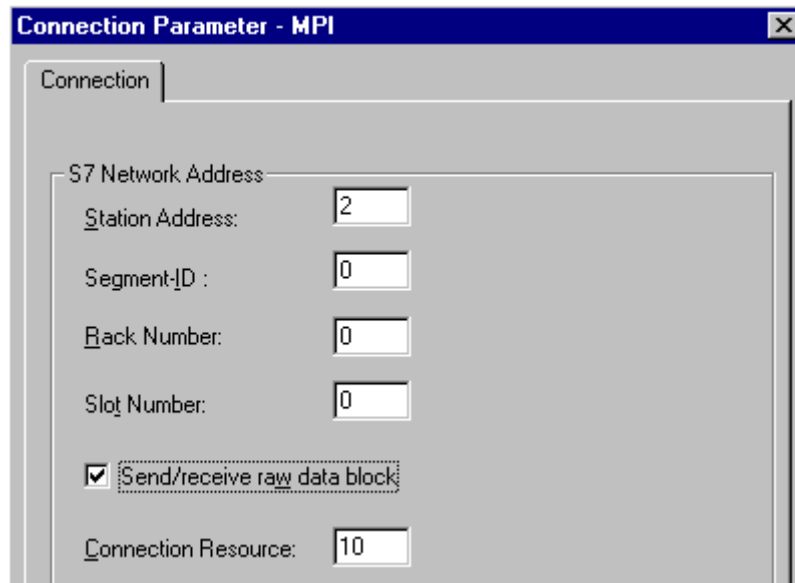 Connection Parameter - MPI
Connection
S7 Network Address
Station Address: 2
Segment-ID : 0
Rack Number: 0
Slot Number: 0
Send/receive raw data block
Connection Resource: 10